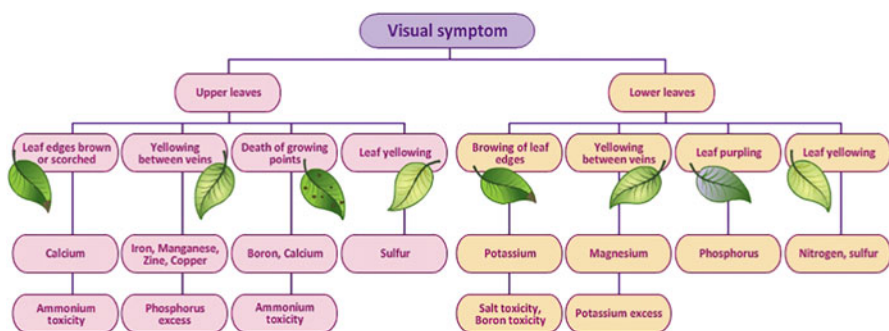 Visual symptom
Upper leaves
Lower leaves
Leaf edges brown
or scorched
Yellowing
between veins
Death of growing
points
Leaf yellowing
Browing of leaf
edges
Yellowing
between veins
Leaf purpling
Leaf yellowing
Calcium
Iron, Manganese,
Zine, Copper
Boron, Calcium
Sulfur
Potassium
Magnesium
Phosphorus
Nitrogen, sulfur
Ammonium
toxicity
Phosphorus
excess
Ammonium
toxicity
Salt toxicity,
Boron toxicity
Potassium excess